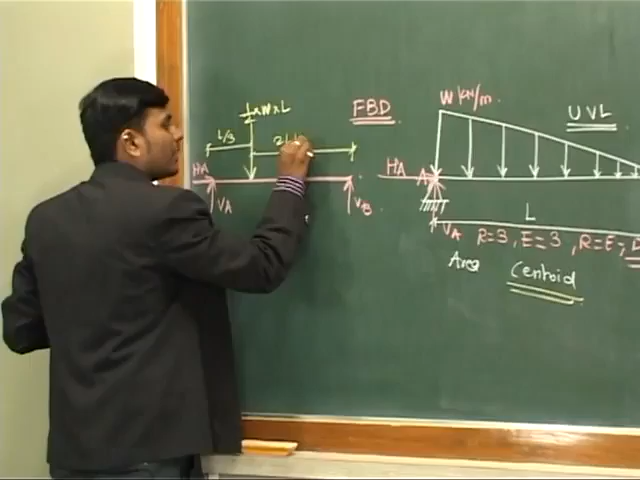 ½×W×L
L/3
HA
VA
VB
FBD
W KN/m
UVL
HA
A
L
VA R=3, E=3, R=E,
Area Centroid